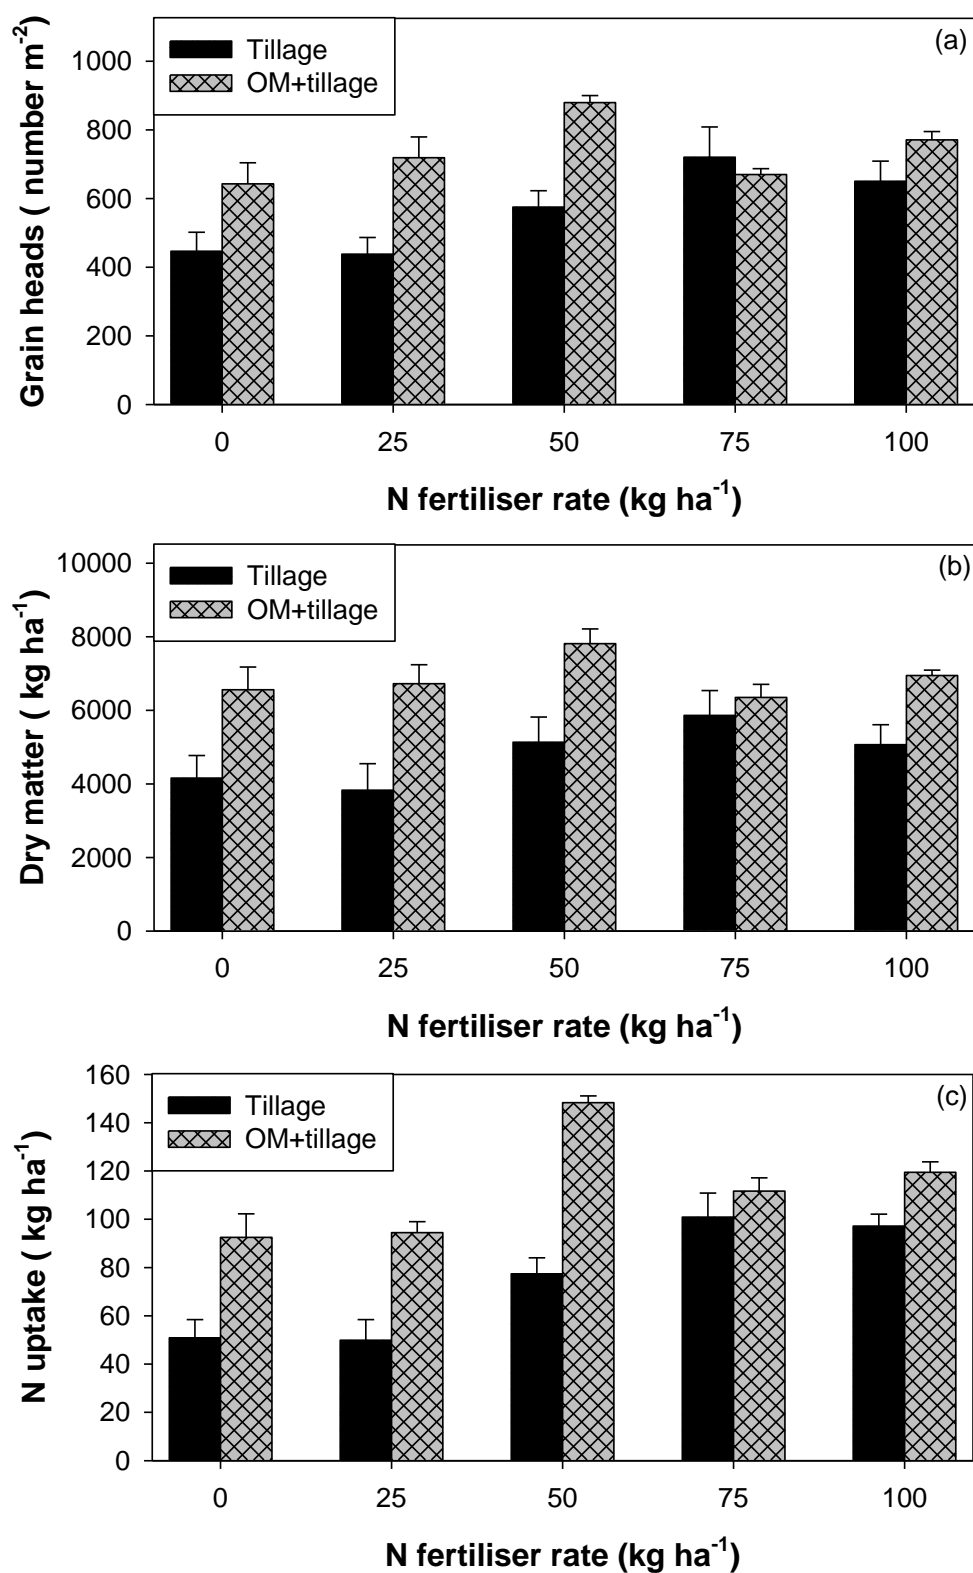 (a)
Tillage
OM+tillage
1000
800
600
400
200
0
Grain heads ( number m⁻²)
0 25 50 75 100
N fertiliser rate (kg ha⁻¹)
(b)
Tillage
OM+tillage
10000
8000
6000
4000
2000
0
Dry matter ( kg ha⁻¹)
0 25 50 75 100
N fertiliser rate (kg ha⁻¹)
(c)
Tillage
OM+tillage
160
140
120
100
80
60
40
20
0
N uptake ( kg ha⁻¹)
0 25 50 75 100
N fertiliser rate (kg ha⁻¹)